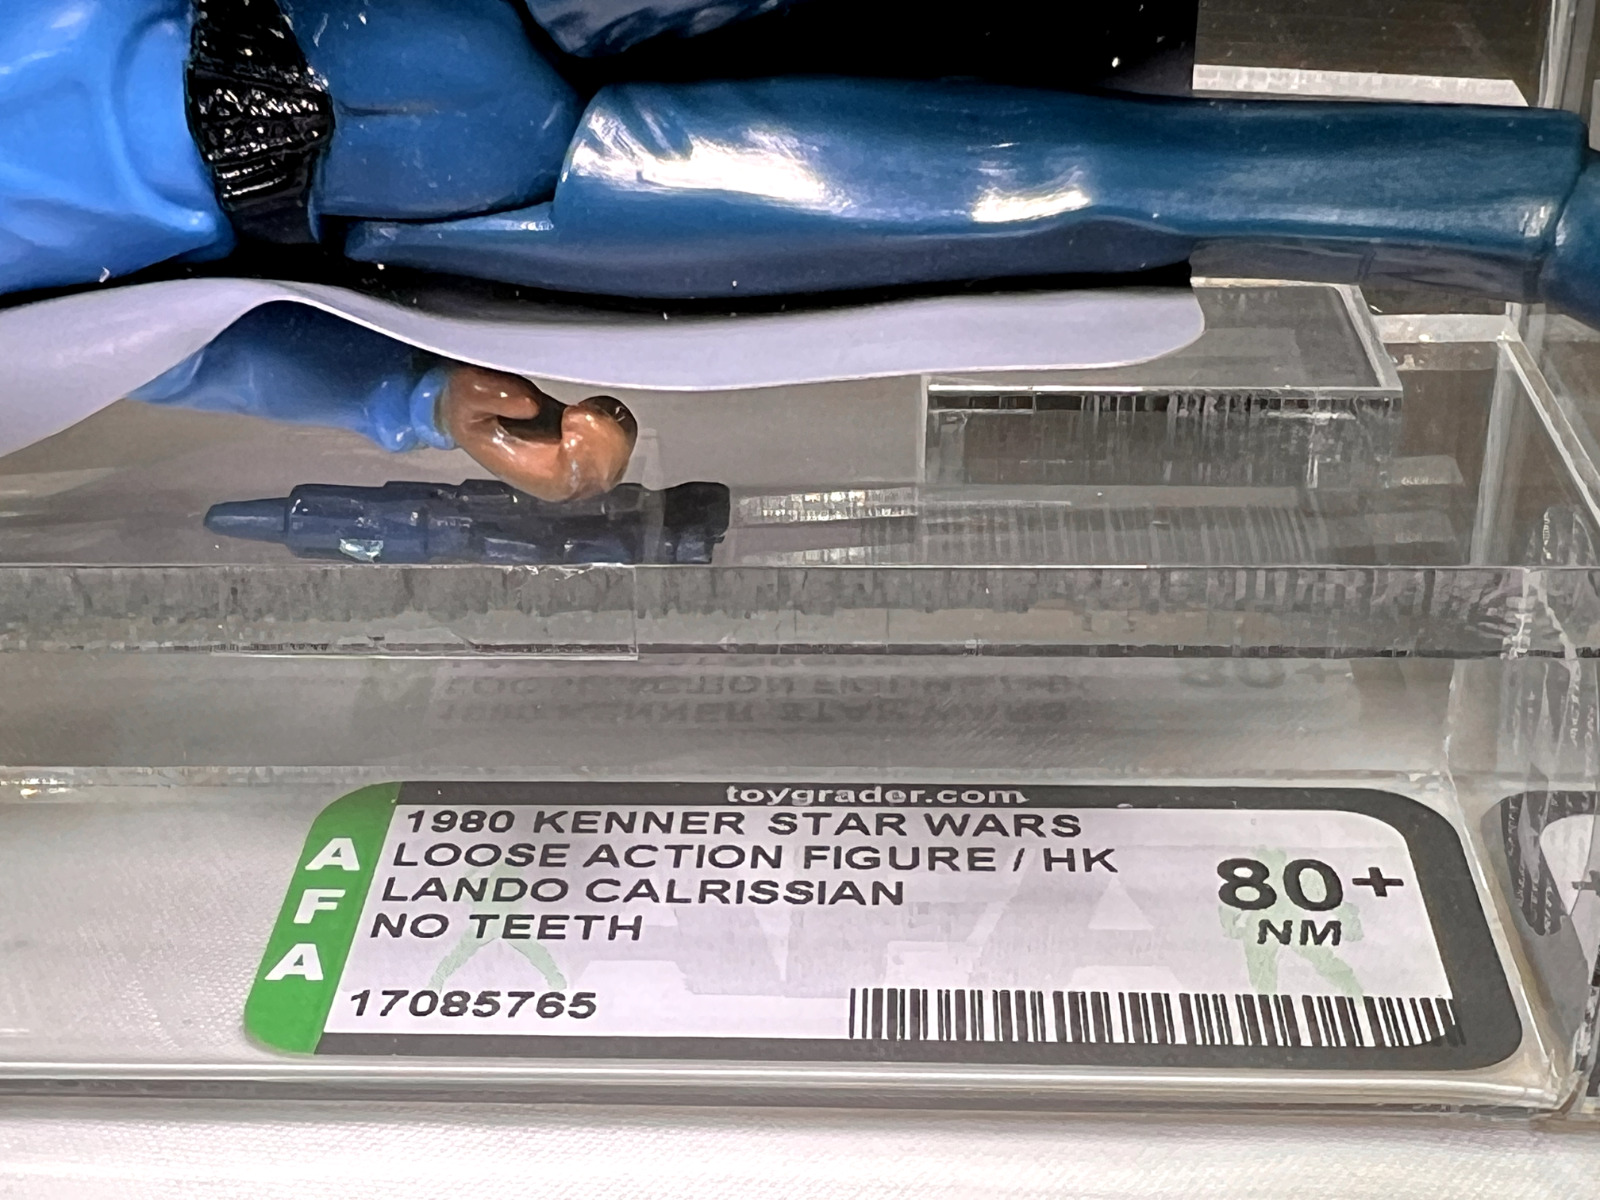 toygrader.com
AFA
1980 KENNER STAR WARS
LOOSE ACTION FIGURE / HK
LANDO CALRISSIAN
NO TEETH
80+
NM
17085765